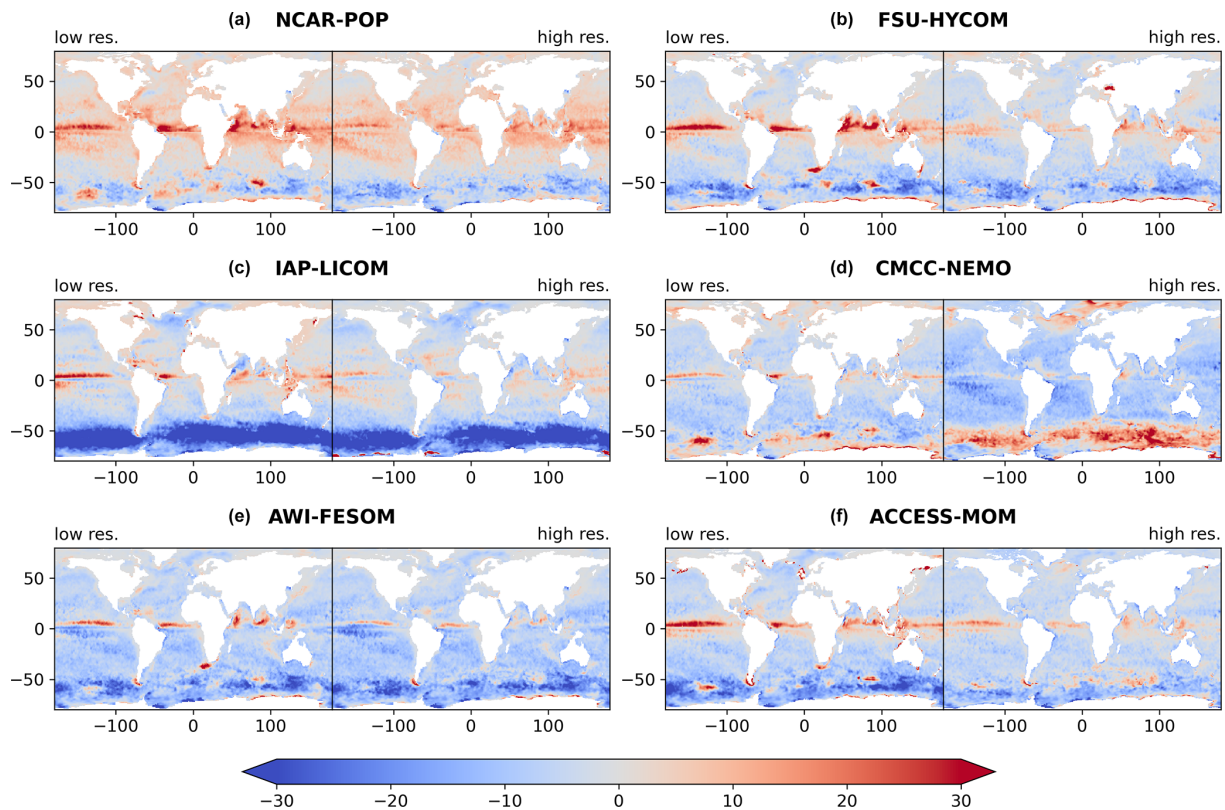 (a) NCAR-POP
low res. high res.
50
0
−50
−100 0 100 −100 0 100
(b) FSU-HYCOM
low res. high res.
50
0
−50
−100 0 100 −100 0 100
(c) IAP-LICOM
low res. high res.
50
0
−50
−100 0 100 −100 0 100
(d) CMCC-NEMO
low res. high res.
50
0
−50
−100 0 100 −100 0 100
(e) AWI-FESOM
low res. high res.
50
0
−50
−100 0 100 −100 0 100
(f) ACCESS-MOM
low res. high res.
50
0
−50
−100 0 100 −100 0 100
−30 −20 −10 0 10 20 30